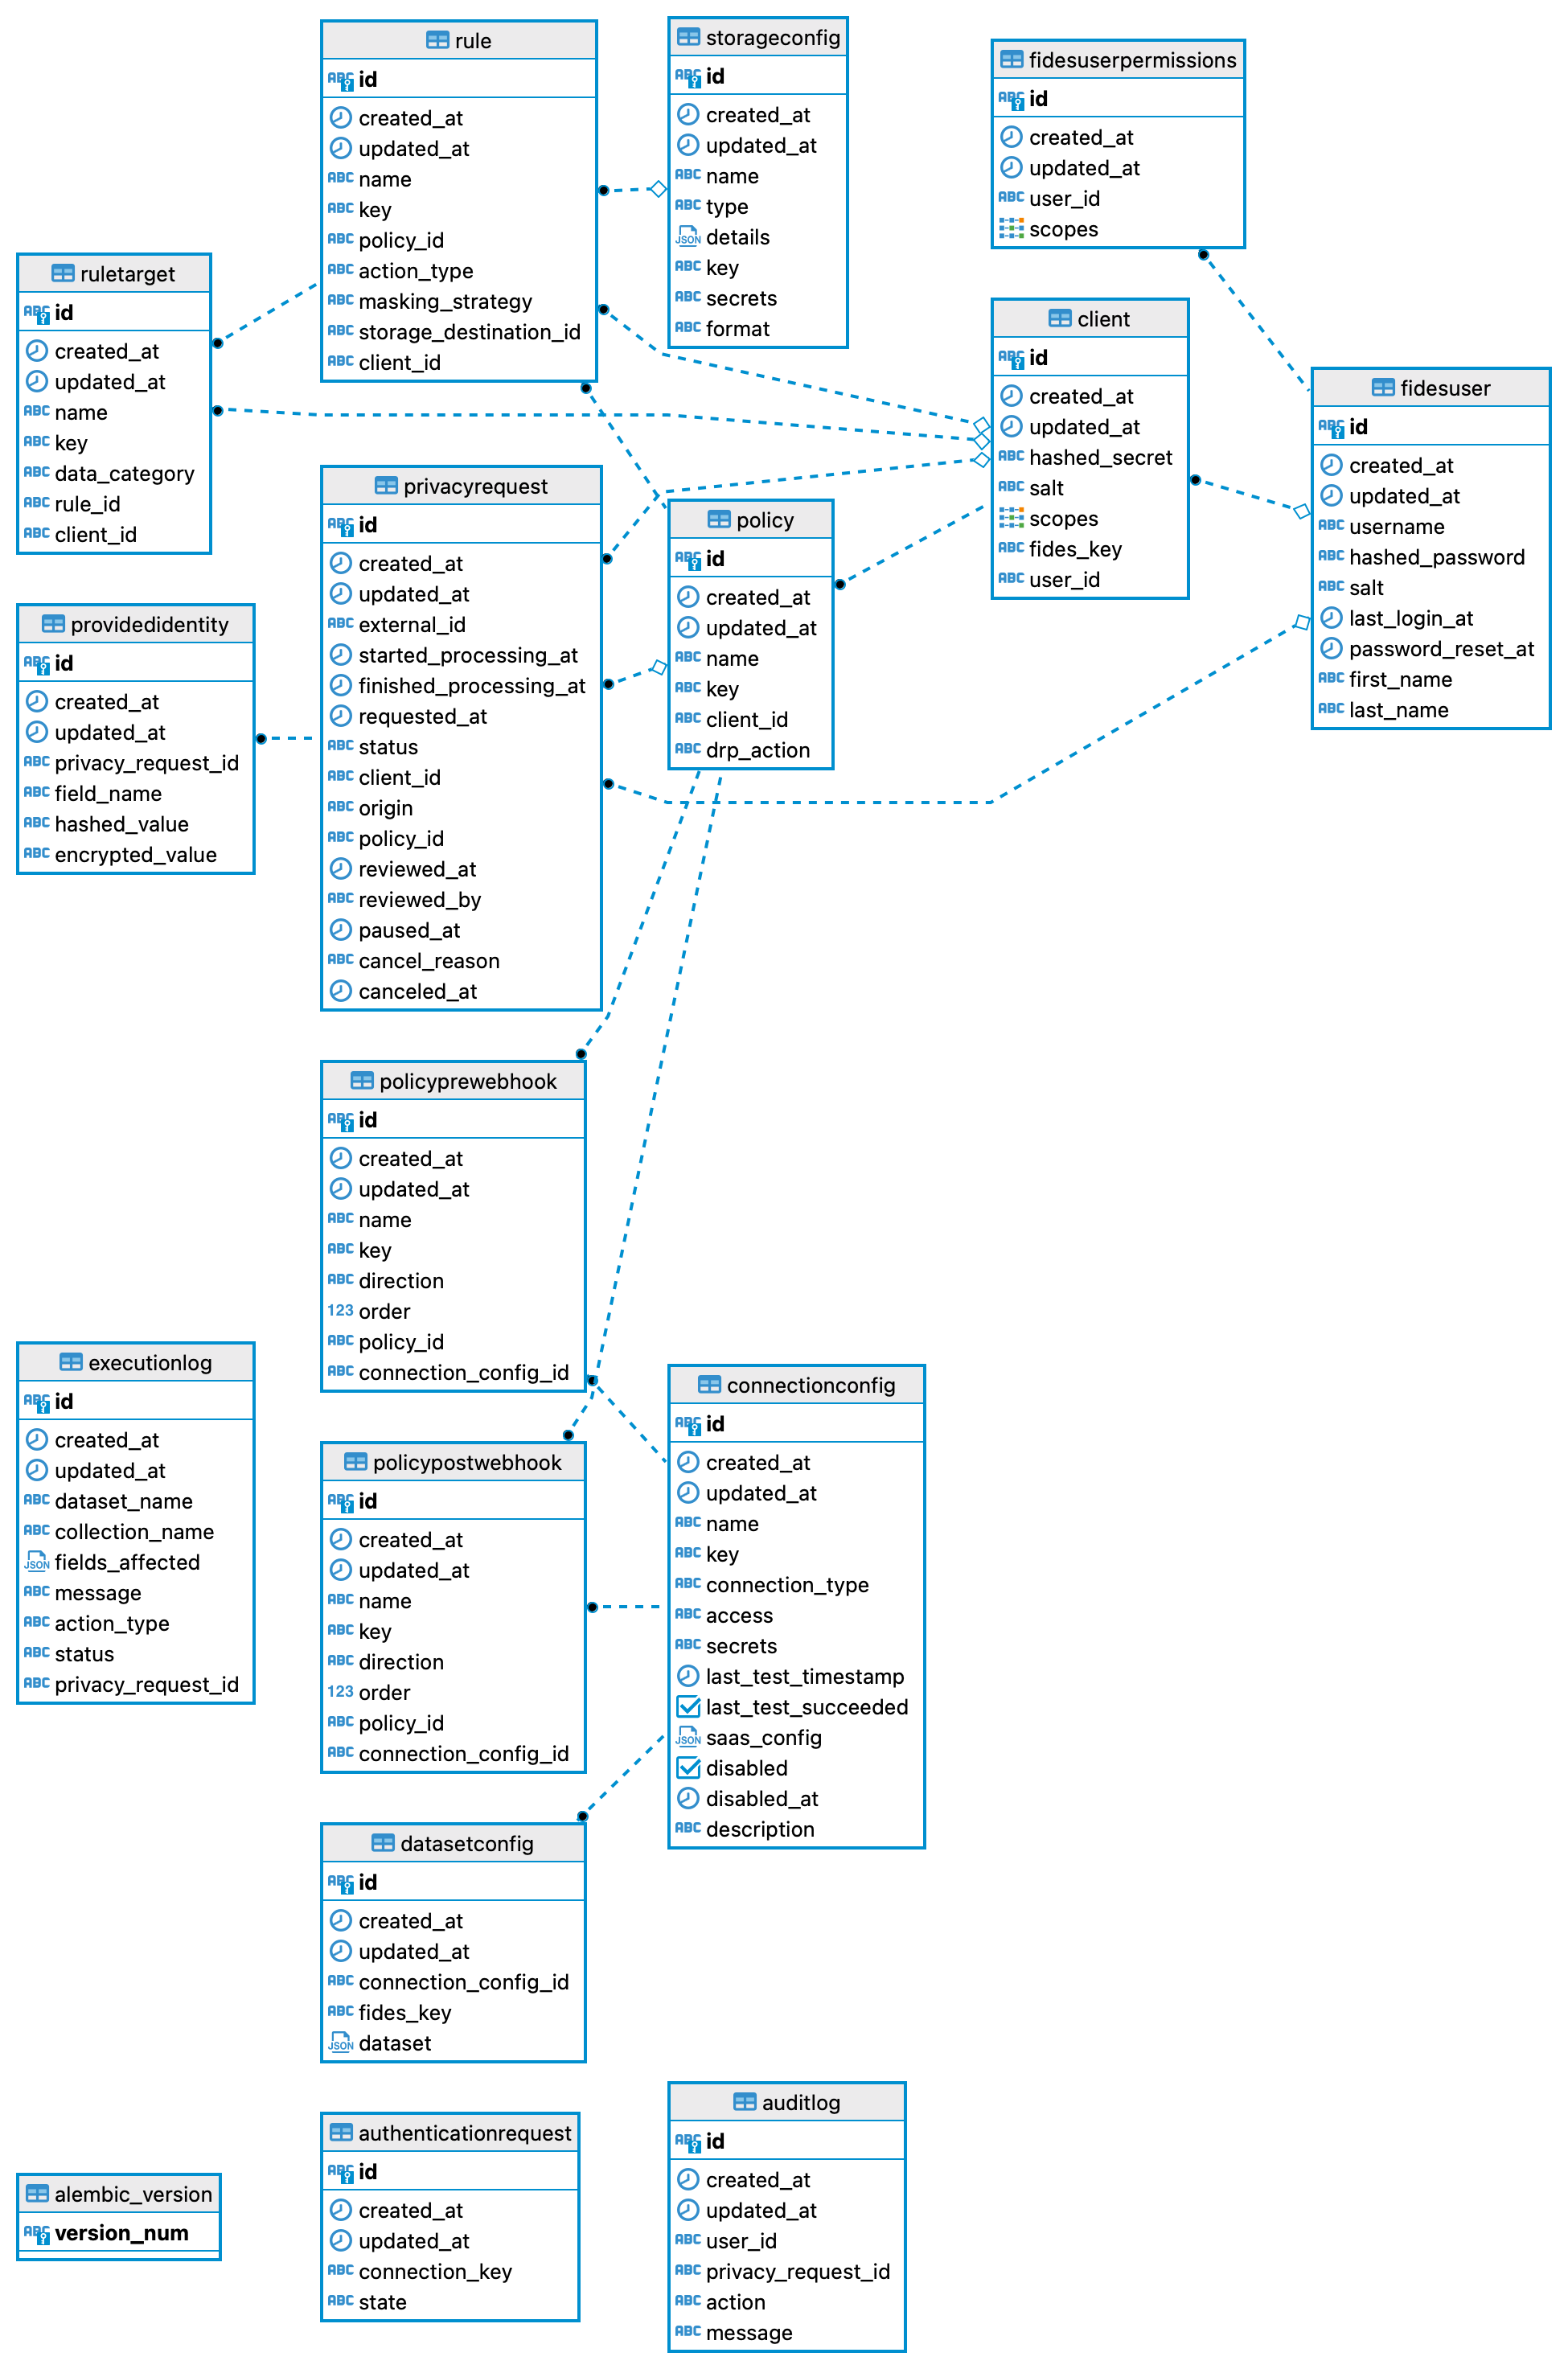 rule
id
created_at
updated_at
name
key
policy_id
action_type
masking_strategy
storage_destination_id
client_id
storageconfig
id
created_at
updated_at
name
type
details
key
secrets
format
fidesuserpermissions
id
created_at
updated_at
user_id
scopes
ruletarget
id
created_at
updated_at
name
key
data_category
rule_id
client_id
client
id
created_at
updated_at
hashed_secret
salt
scopes
fides_key
user_id
fidesuser
id
created_at
updated_at
username
hashed_password
salt
last_login_at
password_reset_at
first_name
last_name
privacyrequest
id
created_at
updated_at
external_id
started_processing_at
finished_processing_at
requested_at
status
client_id
origin
policy_id
reviewed_at
reviewed_by
paused_at
cancel_reason
canceled_at
policy
id
created_at
updated_at
name
key
client_id
drp_action
providedidentity
id
created_at
updated_at
privacy_request_id
field_name
hashed_value
encrypted_value
policyprewebhook
id
created_at
updated_at
name
key
direction
123 order
policy_id
connection_config_id
executionlog
id
created_at
updated_at
dataset_name
collection_name
fields_affected
message
action_type
status
privacy_request_id
connectionconfig
id
created_at
updated_at
name
key
connection_type
access
secrets
last_test_timestamp
last_test_succeeded
saas_config
disabled
disabled_at
description
policypostwebhook
id
created_at
updated_at
name
key
direction
123 order
policy_id
connection_config_id
datasetconfig
id
created_at
updated_at
connection_config_id
fides_key
dataset
auditlog
id
created_at
updated_at
user_id
privacy_request_id
action
message
authenticationrequest
id
created_at
updated_at
connection_key
state
alembic_version
version_num